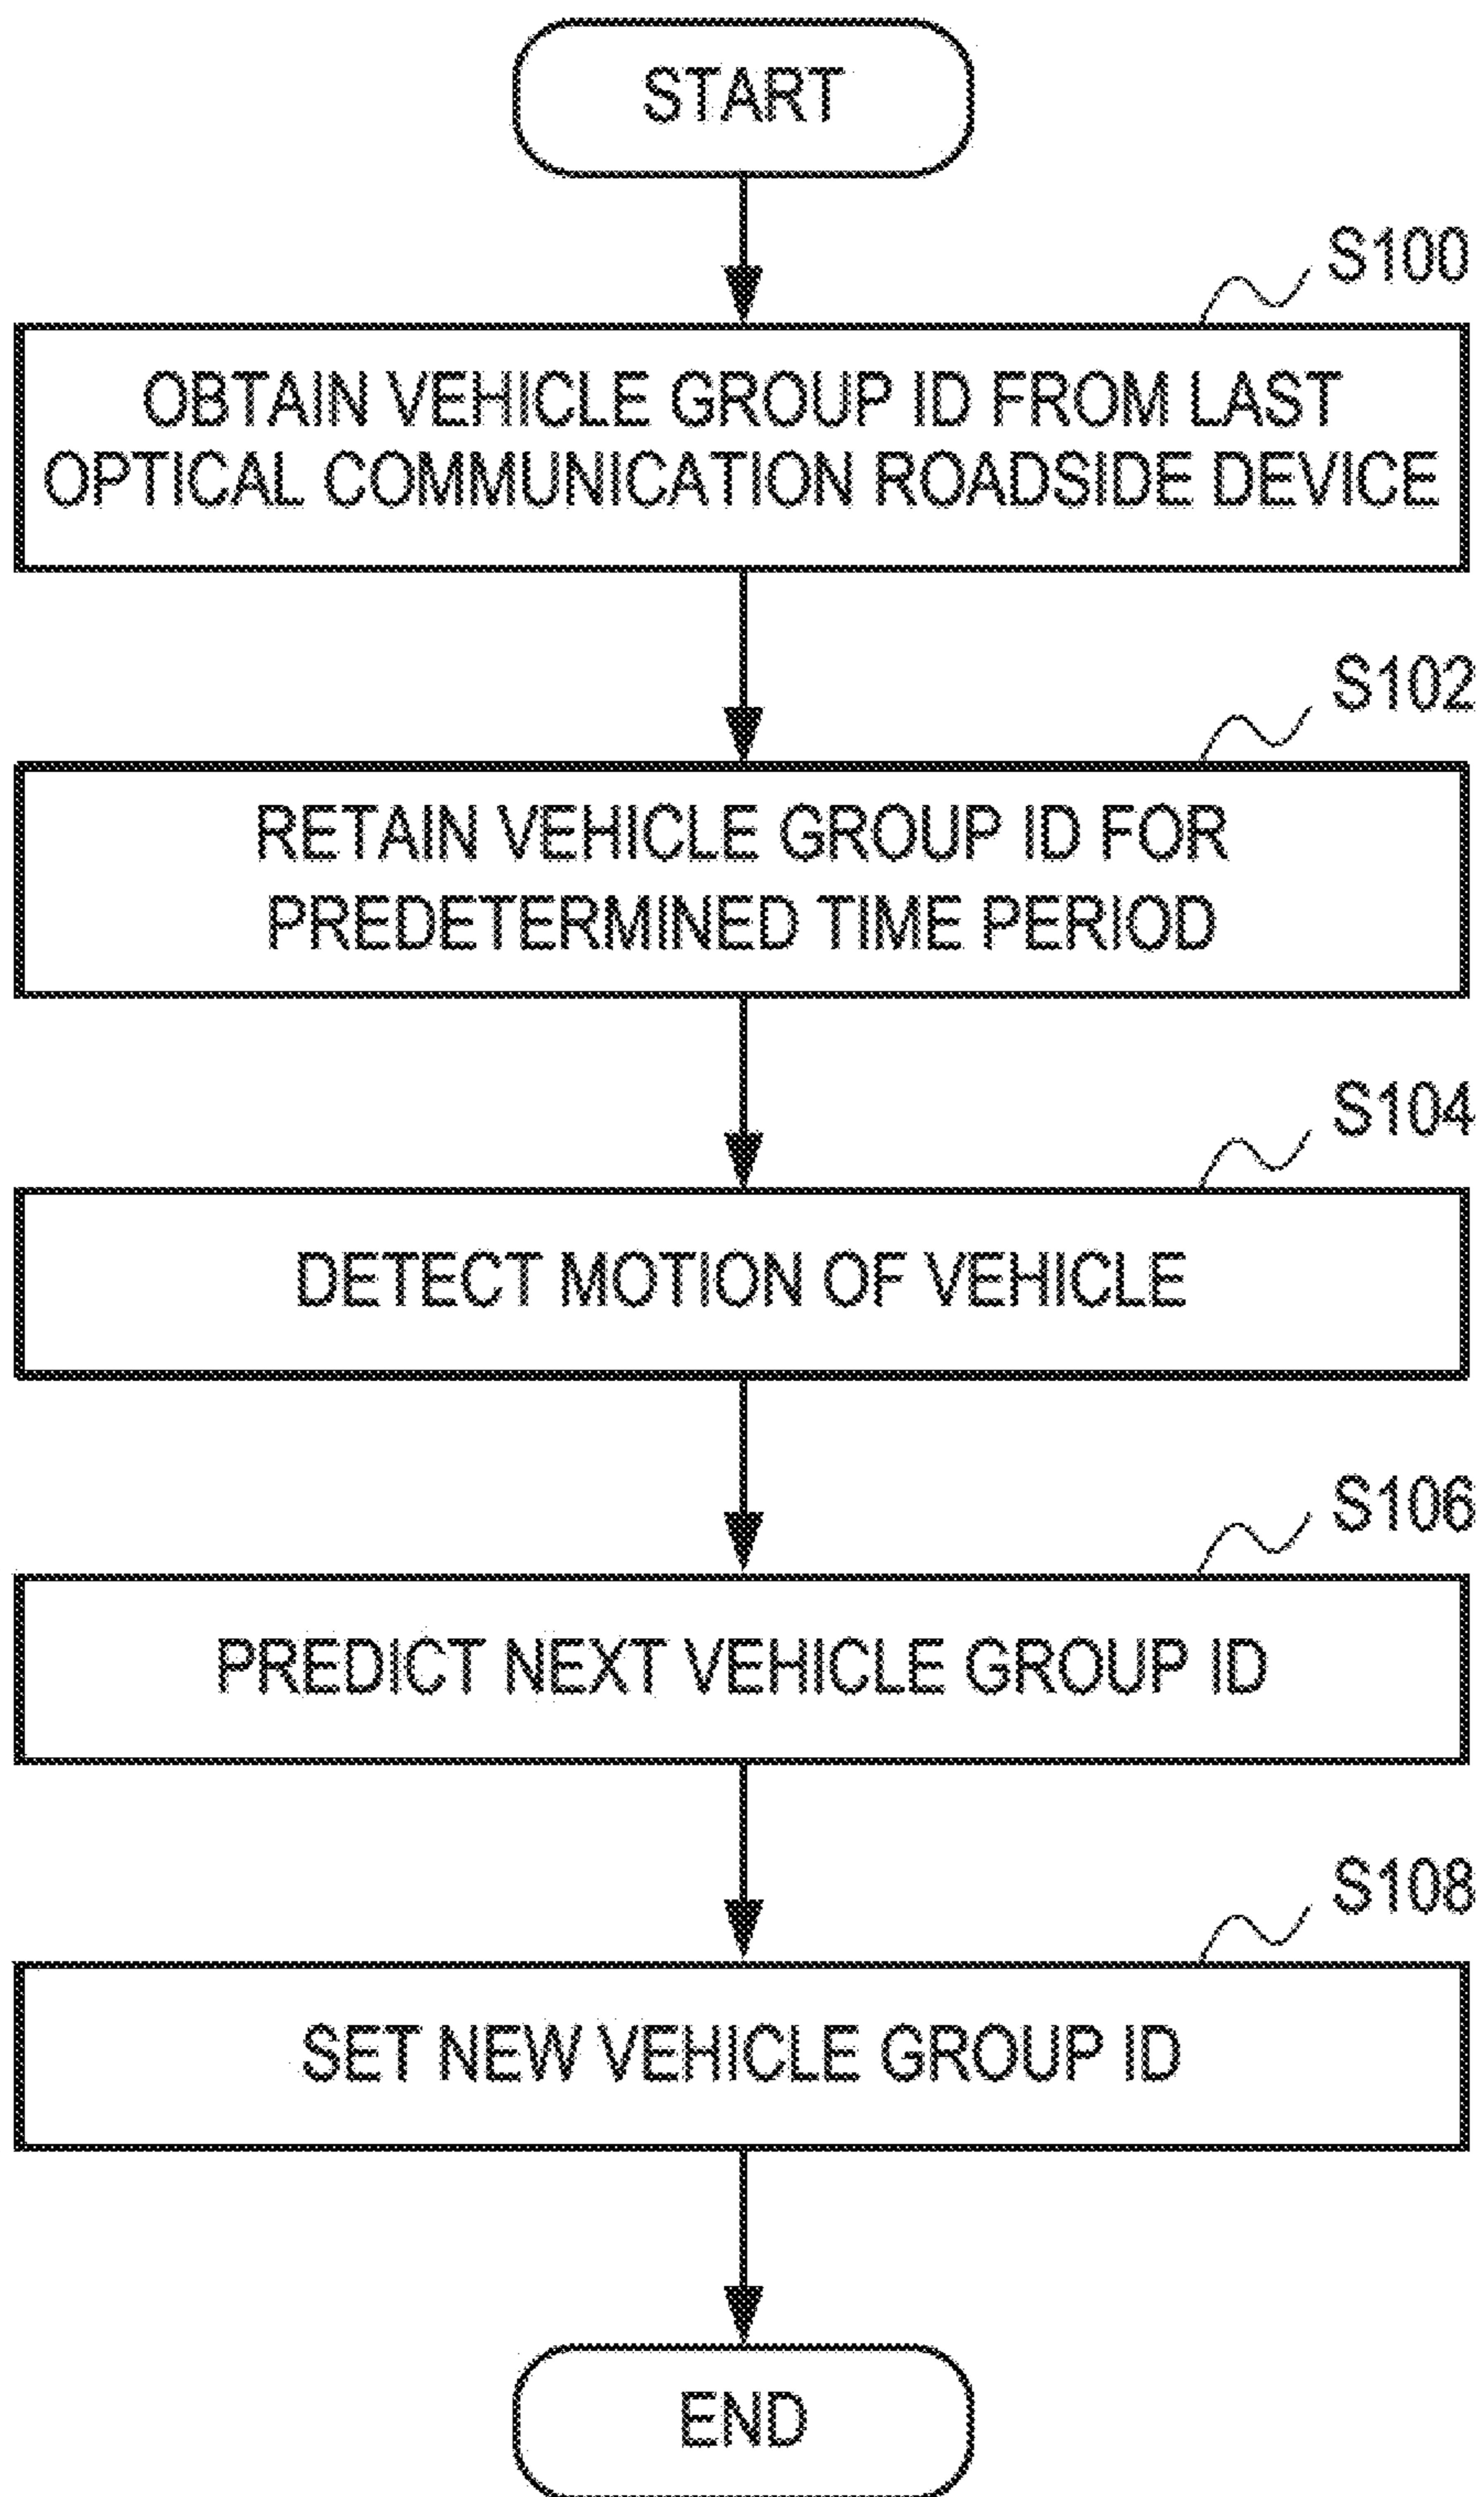 START
S100
OBTAIN VEHICLE GROUP ID FROM LAST
OPTICAL COMMUNICATION ROADSIDE DEVICE
S102
RETAIN VEHICLE GROUP ID FOR
PREDETERMINED TIME PERIOD
S104
DETECT MOTION OF VEHICLE
S106
PREDICT NEXT VEHICLE GROUP ID
S108
SET NEW VEHICLE GROUP ID
END